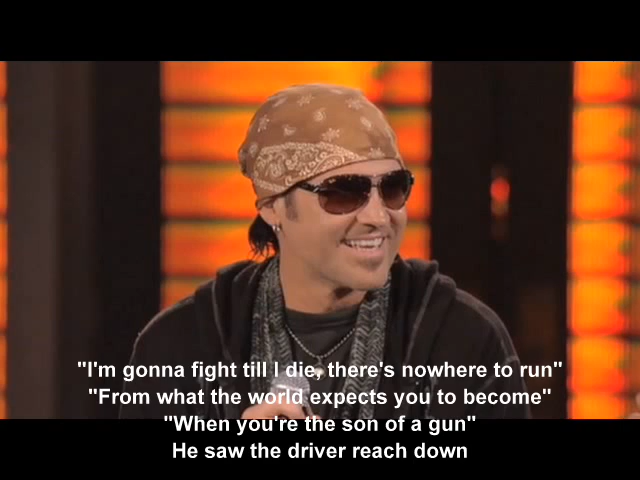 "I'm gonna fight till I die, there's nowhere to run"
"From what the world expects you to become"
"When you're the son of a gun"
He saw the driver reach down